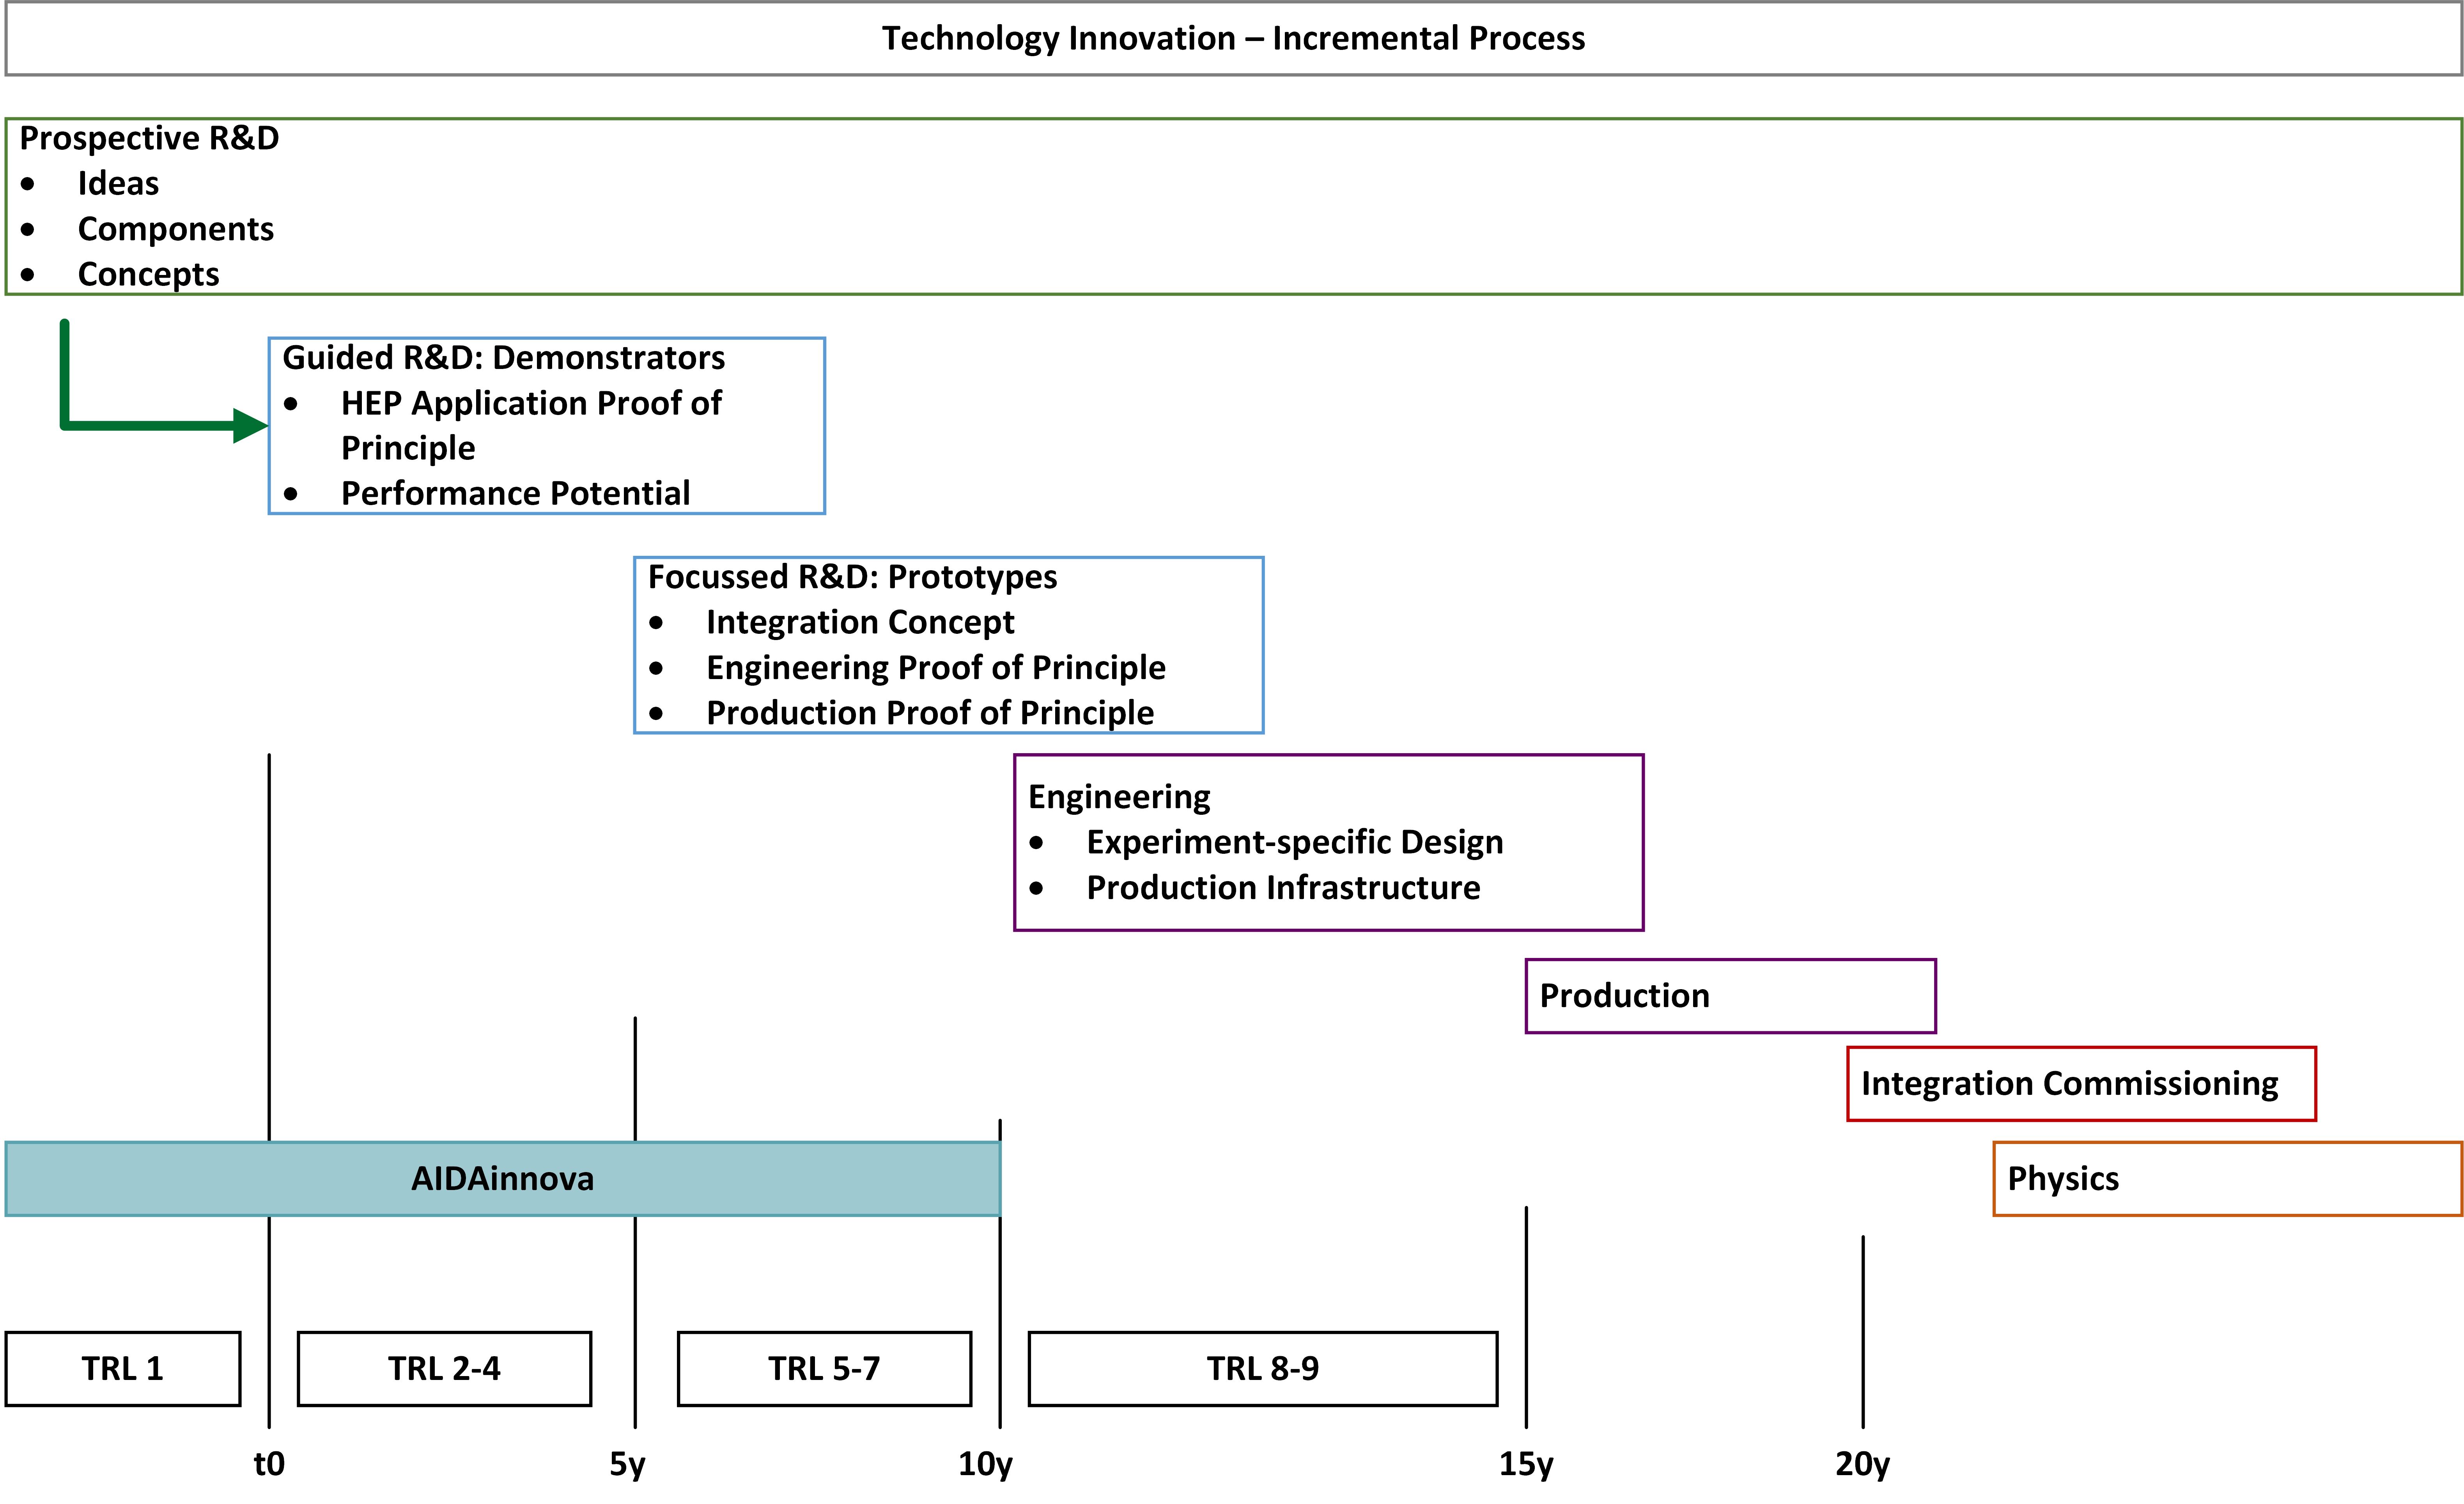 Technology Innovation – Incremental Process
Prospective R&D
• Ideas
• Components
• Concepts
Guided R&D: Demonstrators
• HEP Application Proof of
Principle
• Performance Potential
Focussed R&D: Prototypes
• Integration Concept
• Engineering Proof of Principle
• Production Proof of Principle
Engineering
• Experiment-specific Design
• Production Infrastructure
Production
Integration Commissioning
AIDAinnova
Physics
TRL 1
TRL 2-4
TRL 5-7
TRL 8-9
t0
5y
10y
15y
20y